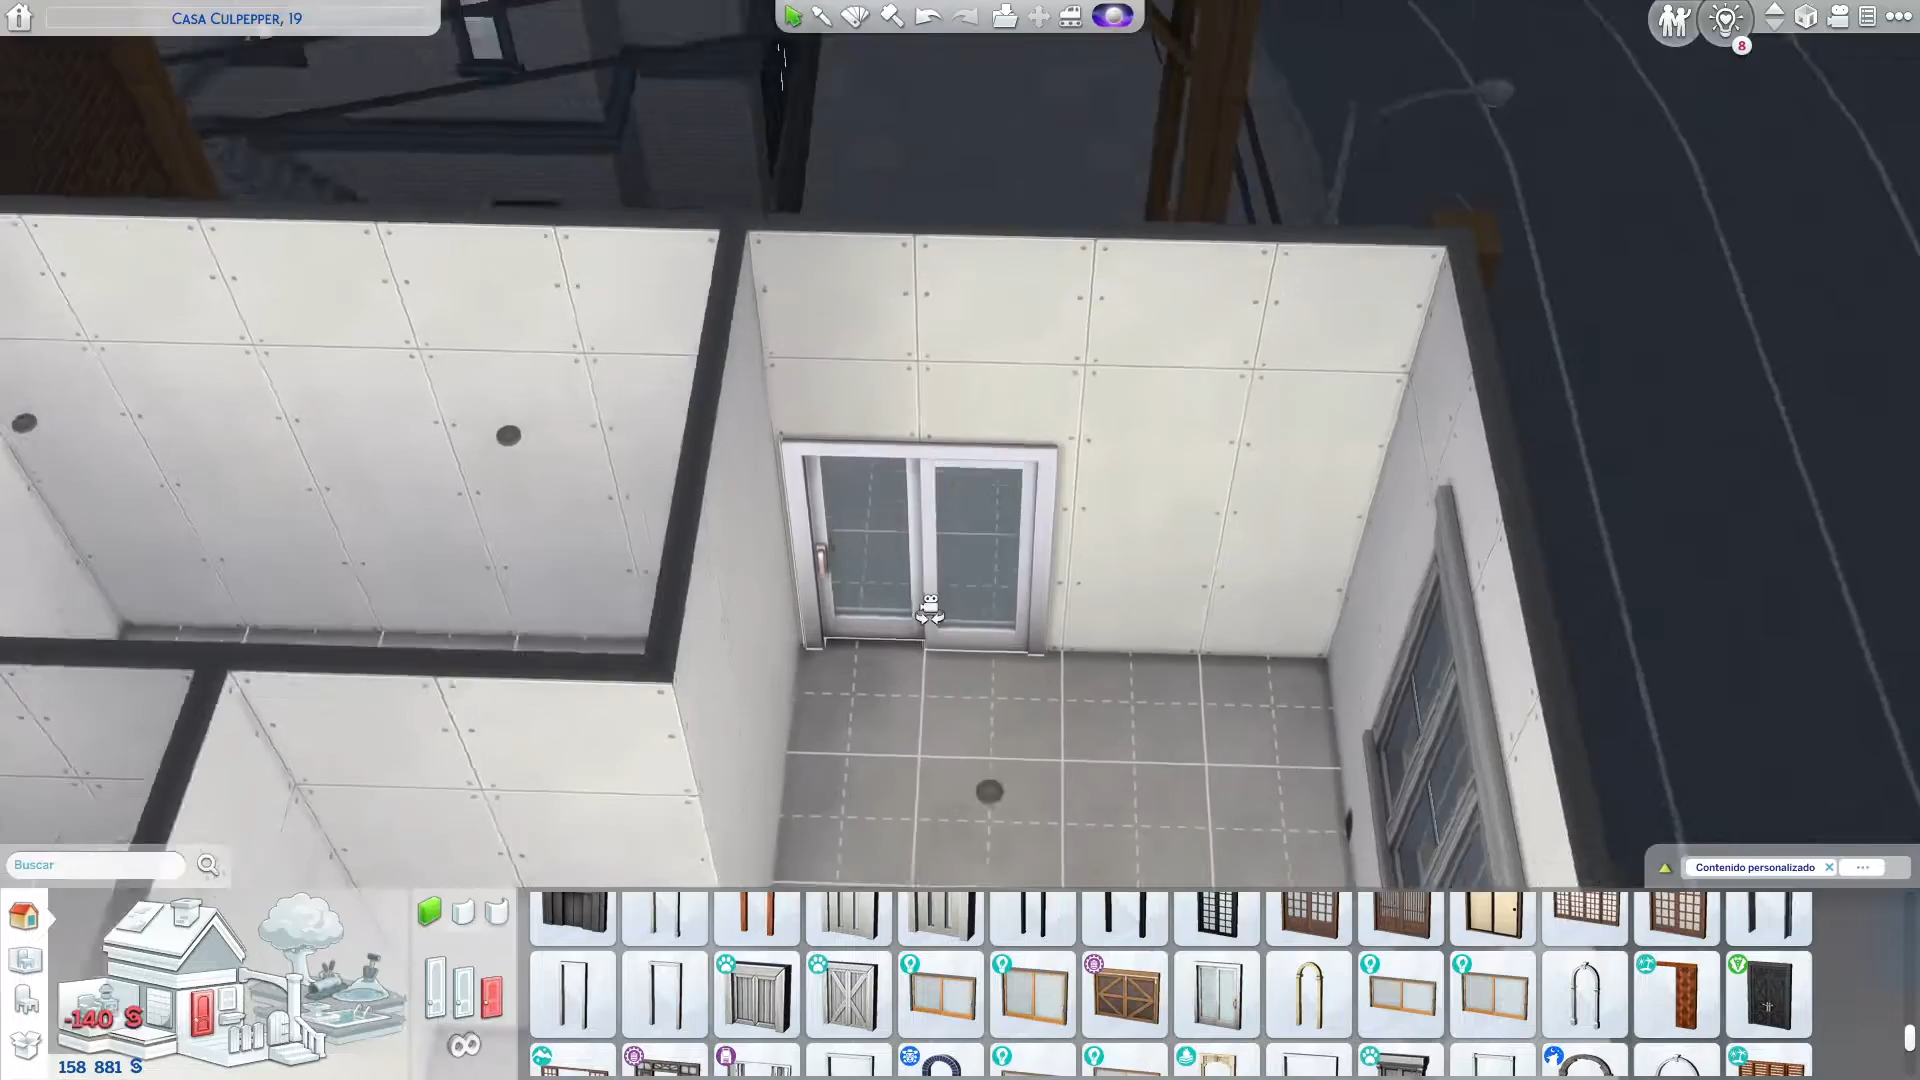 CASA CULPEPPER, 19
8
Buscar
Contenido personalizado
-140 §
158 881 §